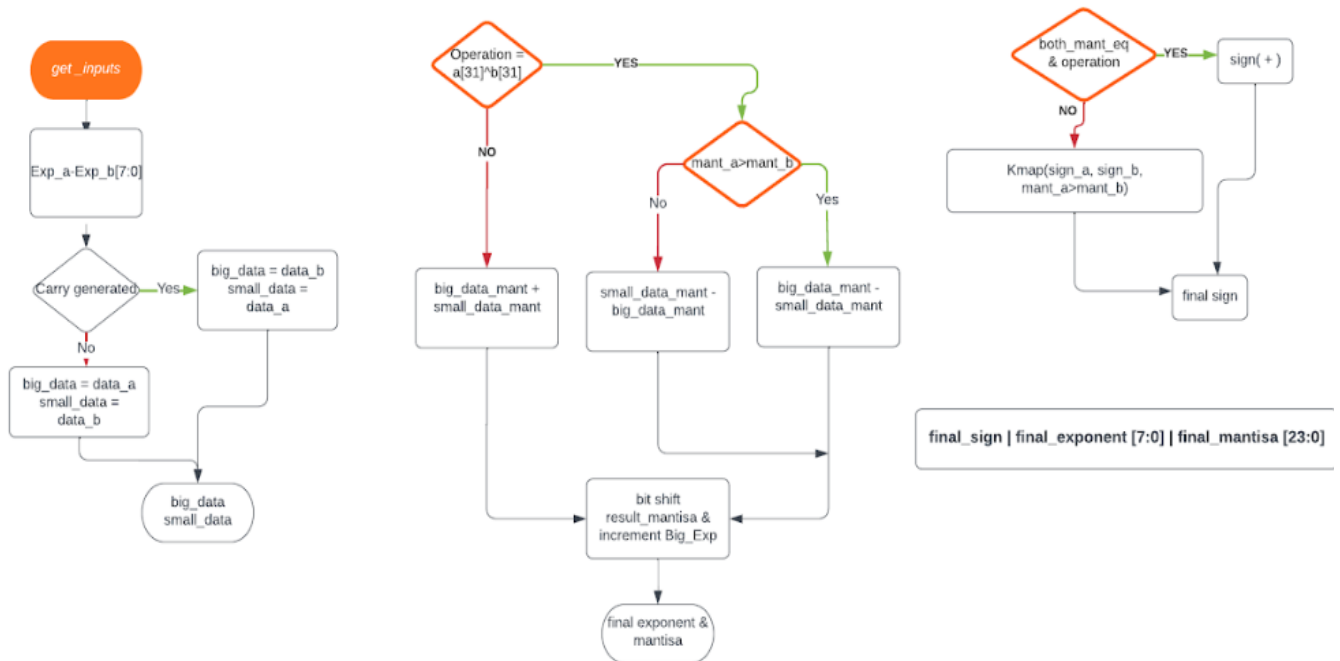 get _inputs
Exp_a-Exp_b[7:0]
Carry generated
Yes
big_data = data_b
small_data =
data_a
No
big_data = data_a
small_data =
data_b
big_data
small_data
Operation =
a[31]^b[31]
YES
NO
mant_a>mant_b
No
Yes
big_data_mant +
small_data_mant
small_data_mant -
big_data_mant
big_data_mant -
small_data_mant
bit shift
result_mantisa &
increment Big_Exp
final exponent &
mantisa
both_mant_eq
& operation
YES
sign( + )
NO
Kmap(sign_a, sign_b,
mant_a>mant_b)
final sign
final_sign | final_exponent [7:0] | final_mantisa [23:0]